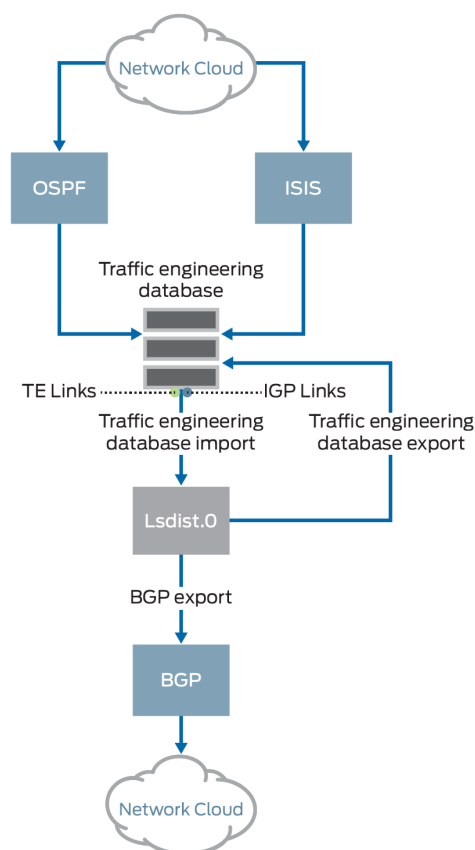 Network Cloud
OSPF
ISIS
Traffic engineering
database
TE Links
IGP Links
Traffic engineering
database import
Traffic engineering
database export
Lsdist.0
BGP export
BGP
Network Cloud